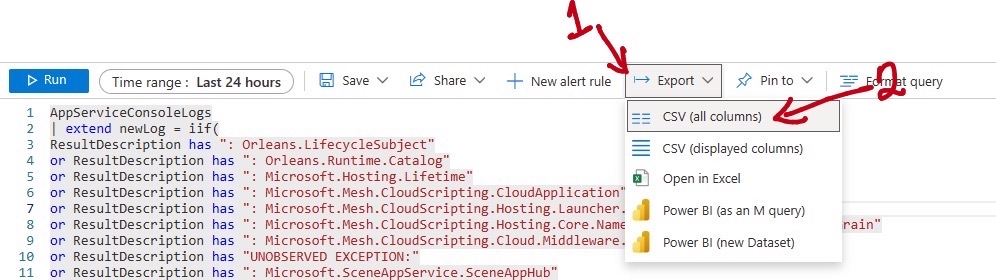 1
Run
Time range : Last 24 hours
Save
Share
New alert rule
Export
Pin to
Format query
2
1 AppServiceConsoleLogs
2 | extend newLog = iif(
3 ResultDescription has ": Orleans.LifecycleSubject"
4 or ResultDescription has ": Orleans.Runtime.Catalog"
5 or ResultDescription has ": Microsoft.Hosting.Lifetime"
6 or ResultDescription has ": Microsoft.Mesh.CloudScripting.CloudApplication"
7 or ResultDescription has ": Microsoft.Mesh.CloudScripting.Hosting.Launcher.
8 or ResultDescription has ": Microsoft.Mesh.CloudScripting.Hosting.Core.Name rain"
9 or ResultDescription has ": Microsoft.Mesh.CloudScripting.Cloud.Middleware.
10 or ResultDescription has "UNOBSERVED EXCEPTION:"
11 or ResultDescription has ": Microsoft.SceneAppService.SceneAppHub"
CSV (all columns)
CSV (displayed columns)
Open in Excel
Power BI (as an M query)
Power BI (new Dataset)